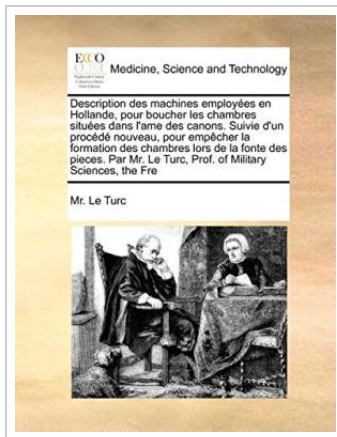 ECCO
Medicine, Science and Technology
Description des machines employées en
Hollande, pour boucher les chambres
situées dans l'ame des canons. Suivie d'un
procédé nouveau, pour empêcher la
formation des chambres lors de la fonte des
pieces. Par Mr. Le Turc, Prof. of Military
Sciences, the Fre
Mr. Le Turc